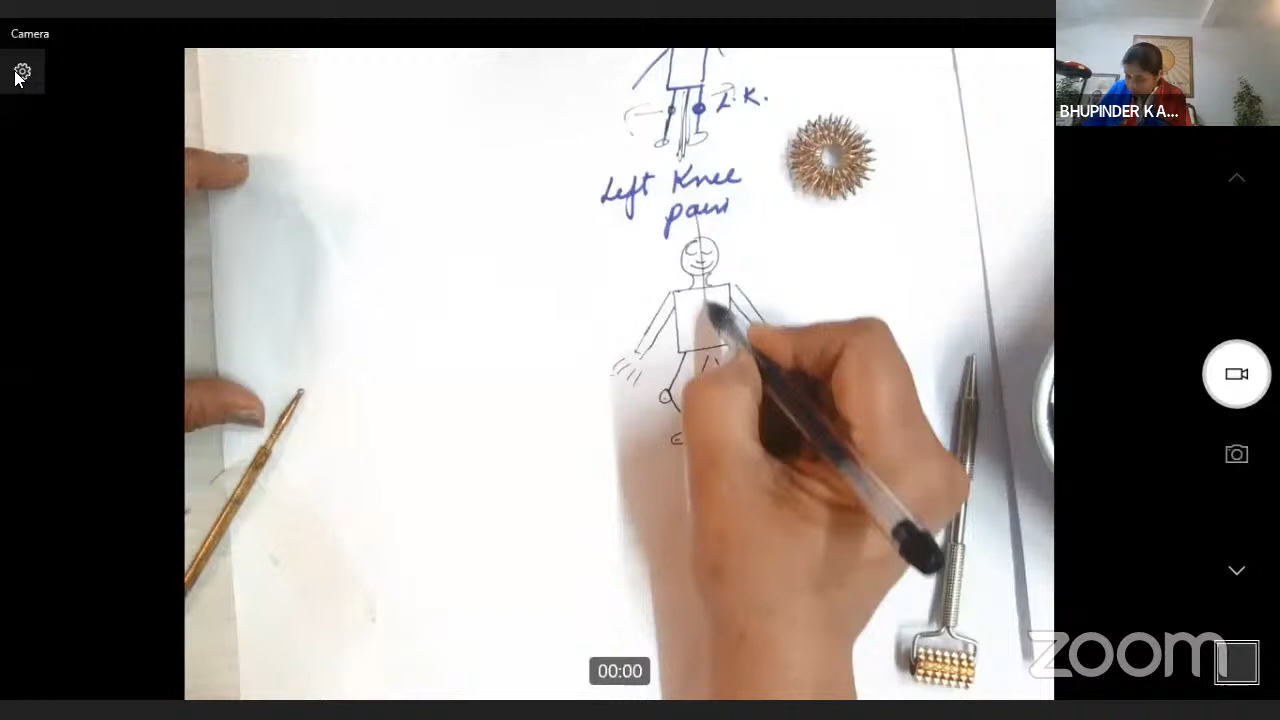 Camera
BHUPINDER K A...
L.K.
Left Knee
pain
00:00
zoom